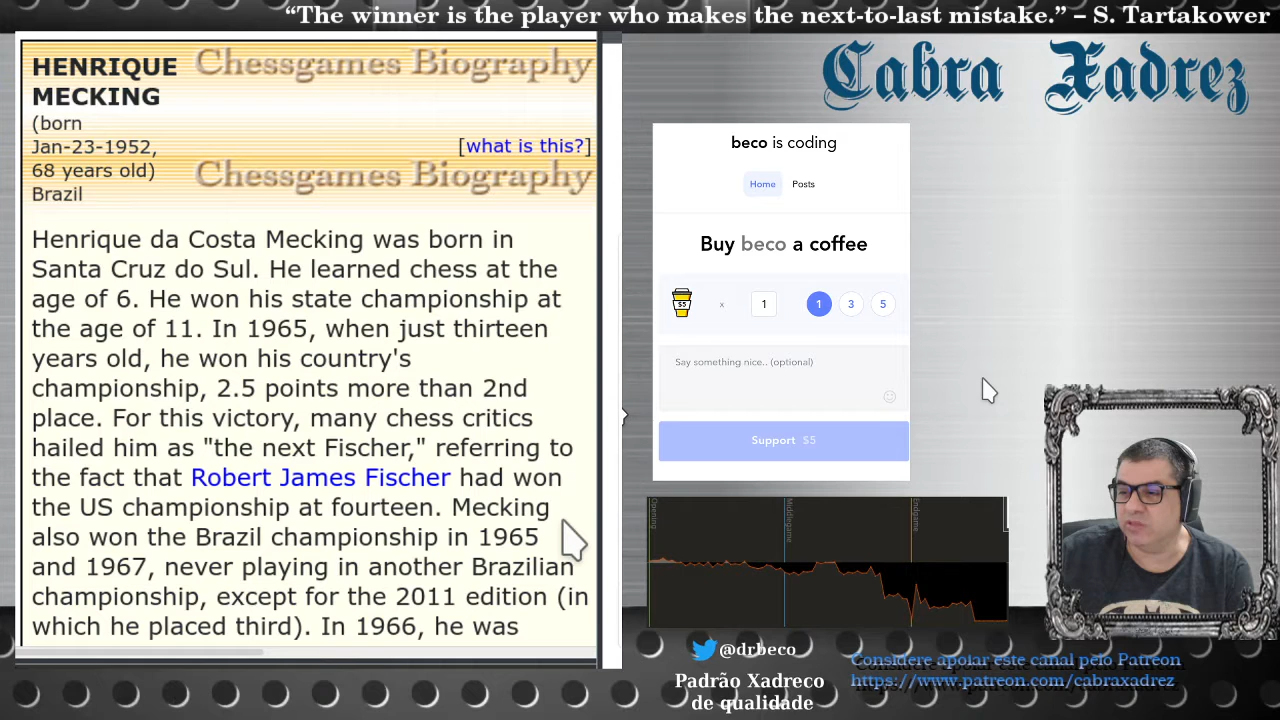 “The winner is the player who makes the next-to-last mistake.” – S. Tartakower
HENRIQUE
MECKING
Chessgames Biography
(born
Jan-23-1952,
68 years old)
Brazil
[what is this?]
Chessgames Biography
Henrique da Costa Mecking was born in
Santa Cruz do Sul. He learned chess at the
age of 6. He won his state championship at
the age of 11. In 1965, when just thirteen
years old, he won his country's
championship, 2.5 points more than 2nd
place. For this victory, many chess critics
hailed him as "the next Fischer," referring to
the fact that Robert James Fischer had won
the US championship at fourteen. Mecking
also won the Brazil championship in 1965
and 1967, never playing in another Brazilian
championship, except for the 2011 edition (in
which he placed third). In 1966, he was
Cabra Xadrez
beco is coding
Home Posts
Buy beco a coffee
$5 x 1 1 3 5
Say something nice.. (optional)
Support $5
Opening
Middlegame
Endgame
@drbeco
Padrão Xadreco
de qualidade
Considere apoiar este canal pelo Patreon
https://www.patreon.com/cabraxadrez